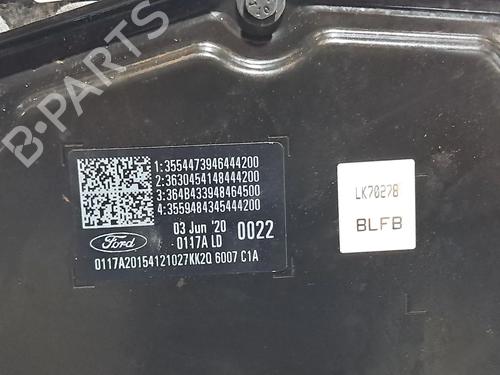 B-PARTS
1:3554473946444200
2:3630454148444200
3:364B433948464500
4:3559484345444200
03 Jun '20 0022
Ford
0117A LD
0117A20154121027KK2Q 6007 C1A
LK70278
BLFB